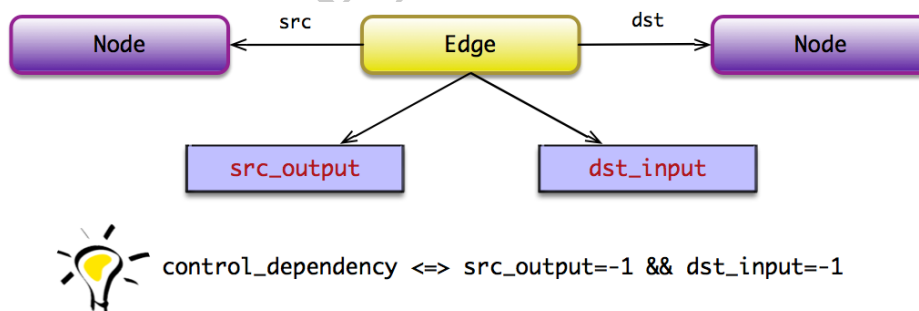 src dst
Node Edge Node
src_output dst_input
control_dependency <=> src_output=-1 && dst_input=-1